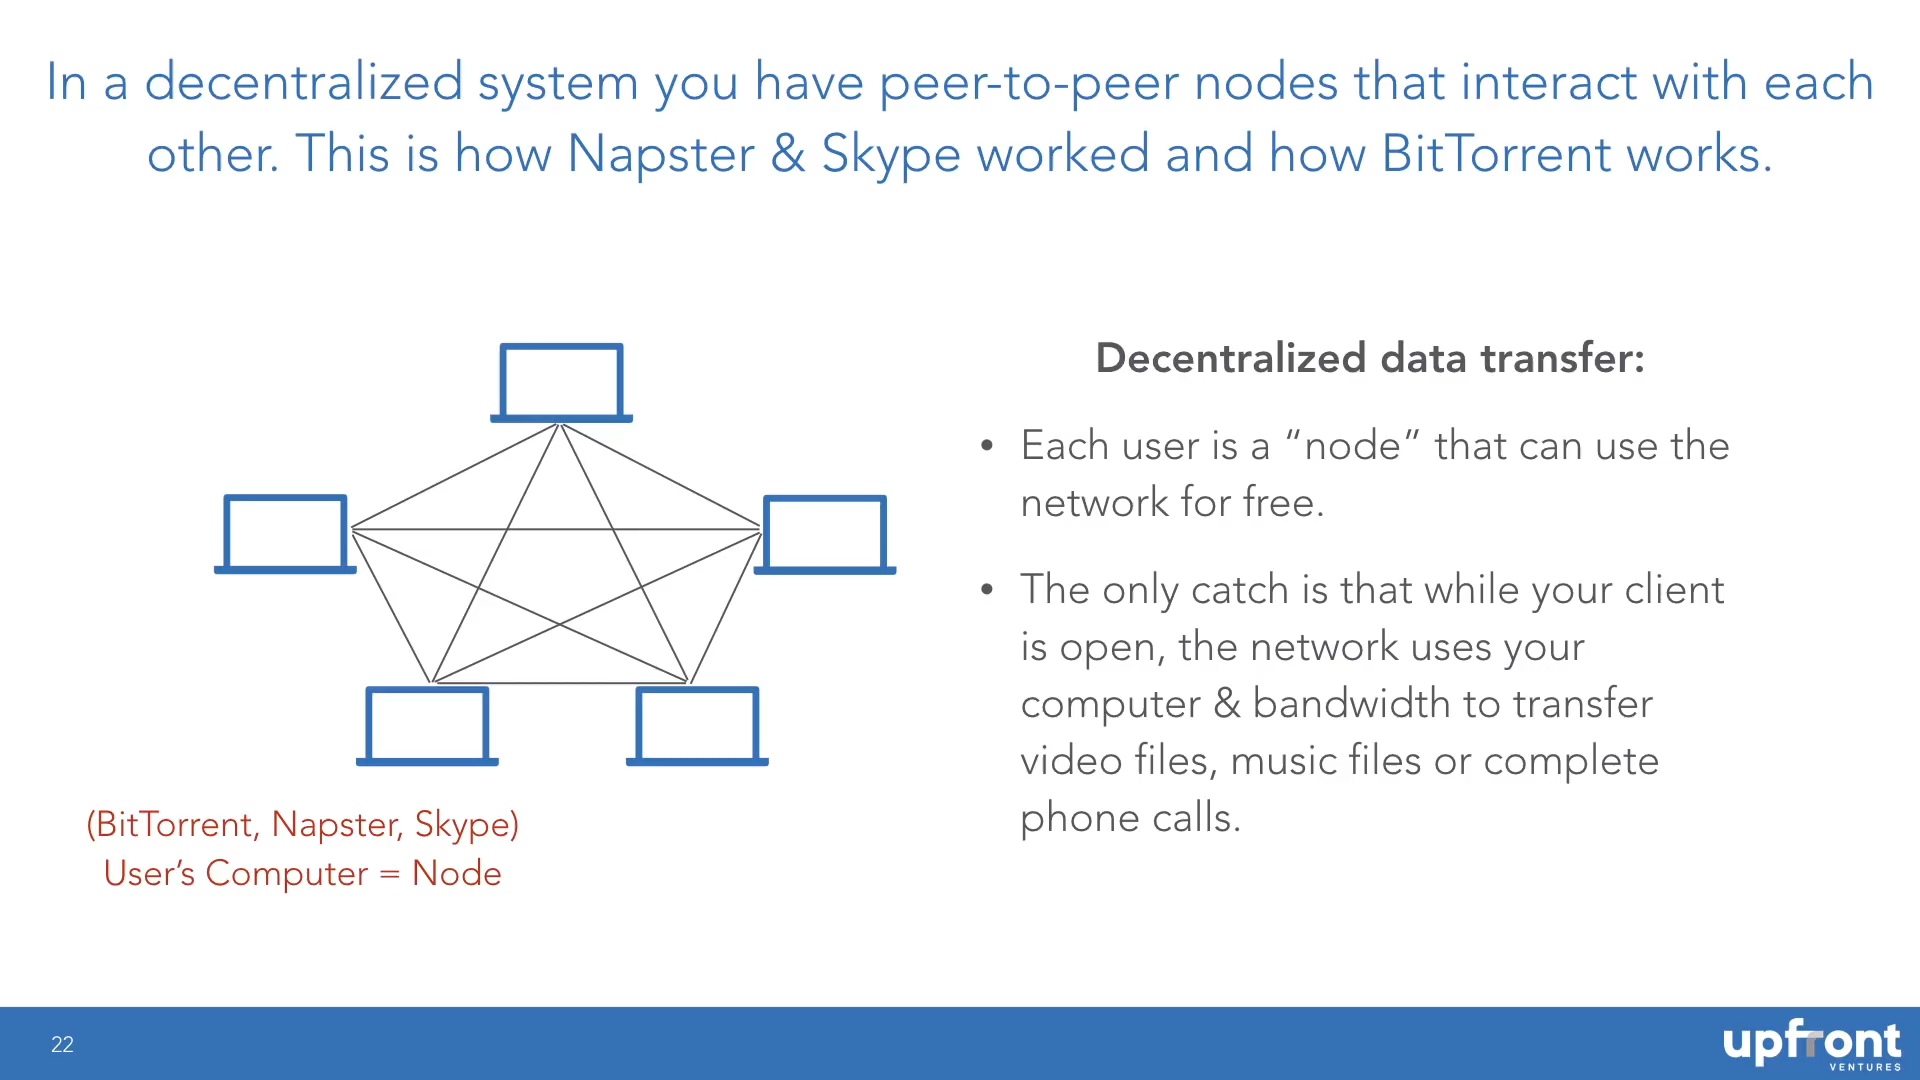 In a decentralized system you have peer-to-peer nodes that interact with each
other. This is how Napster & Skype worked and how BitTorrent works.
Decentralized data transfer:
• Each user is a “node” that can use the
network for free.
• The only catch is that while your client
is open, the network uses your
computer & bandwidth to transfer
video files, music files or complete
phone calls.
(BitTorrent, Napster, Skype)
User’s Computer = Node
22
upfront
VENTURES